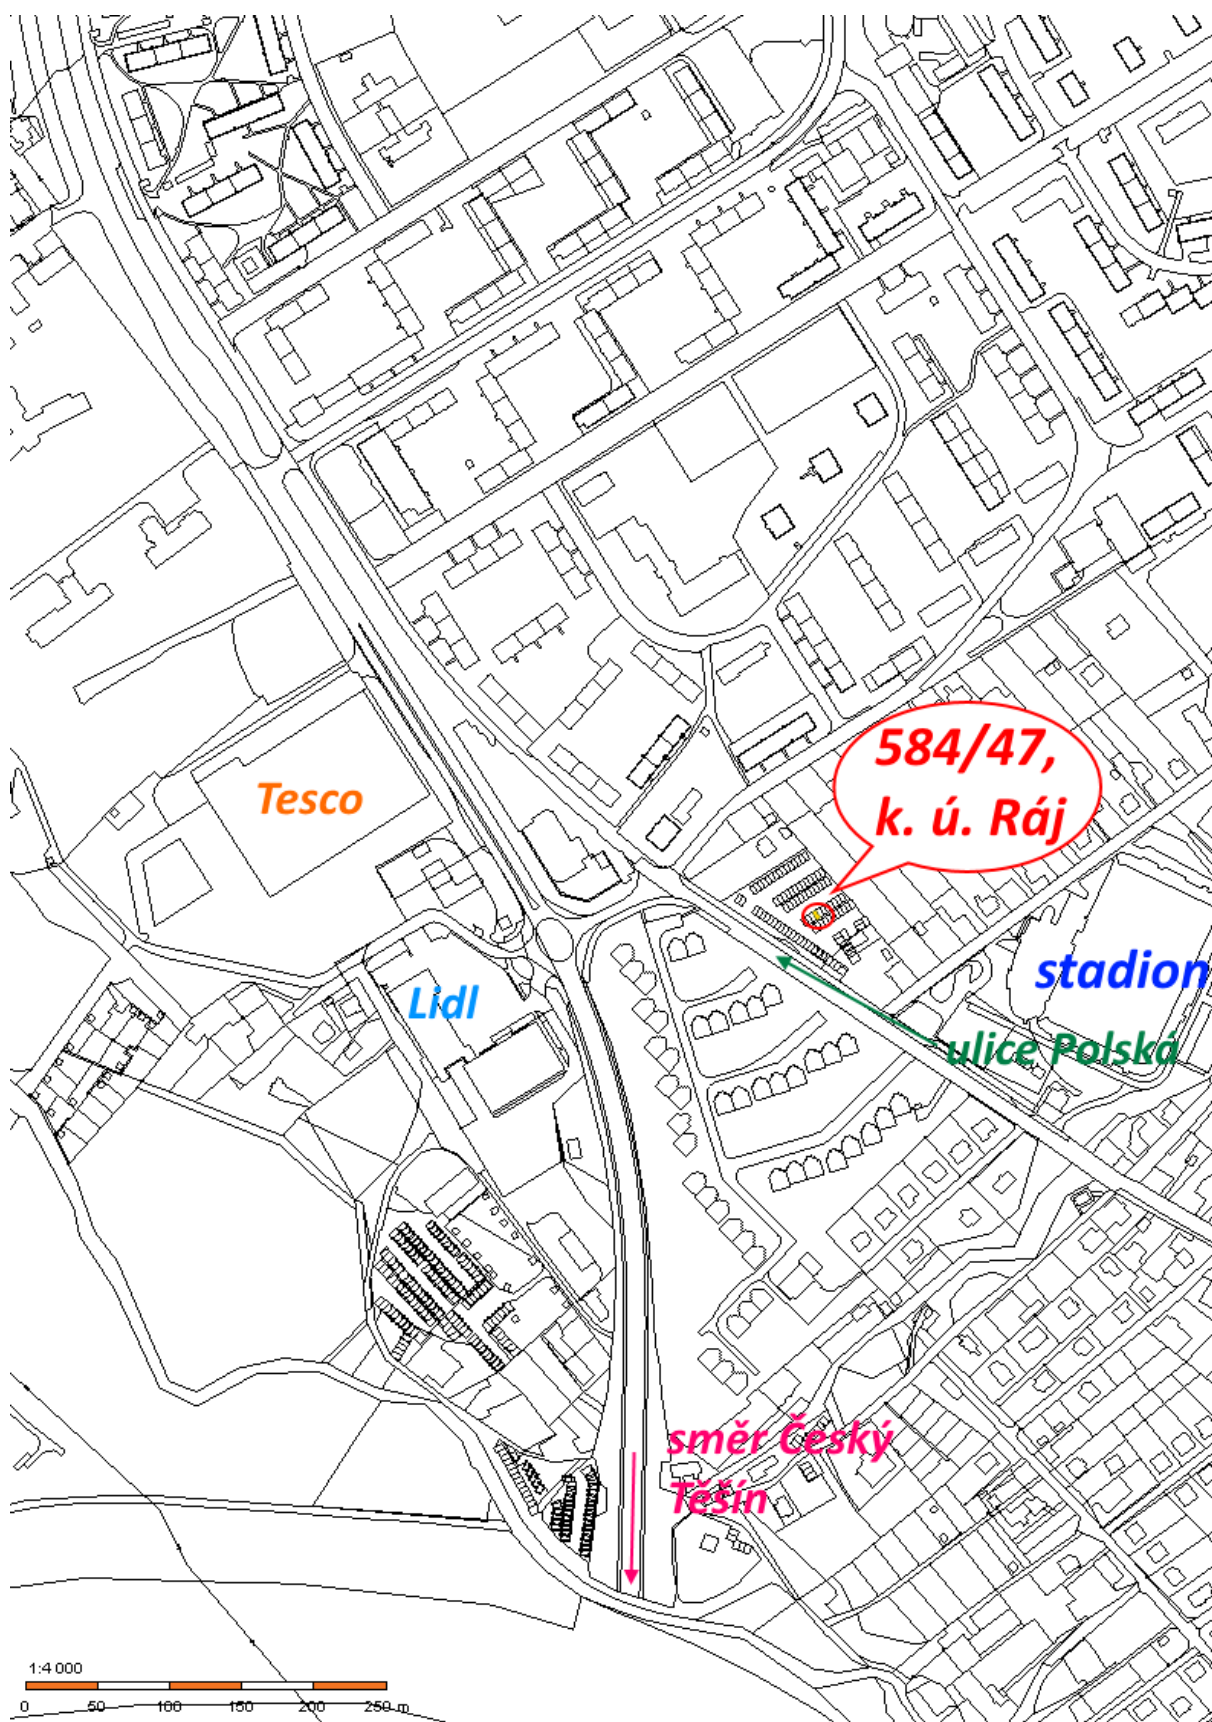 584/47,
k. ú. Ráj
Tesco
stadion
Lidl
ulice Polská
směr Český
Těšín
1:4 000
0 50 100 150 200 250 m